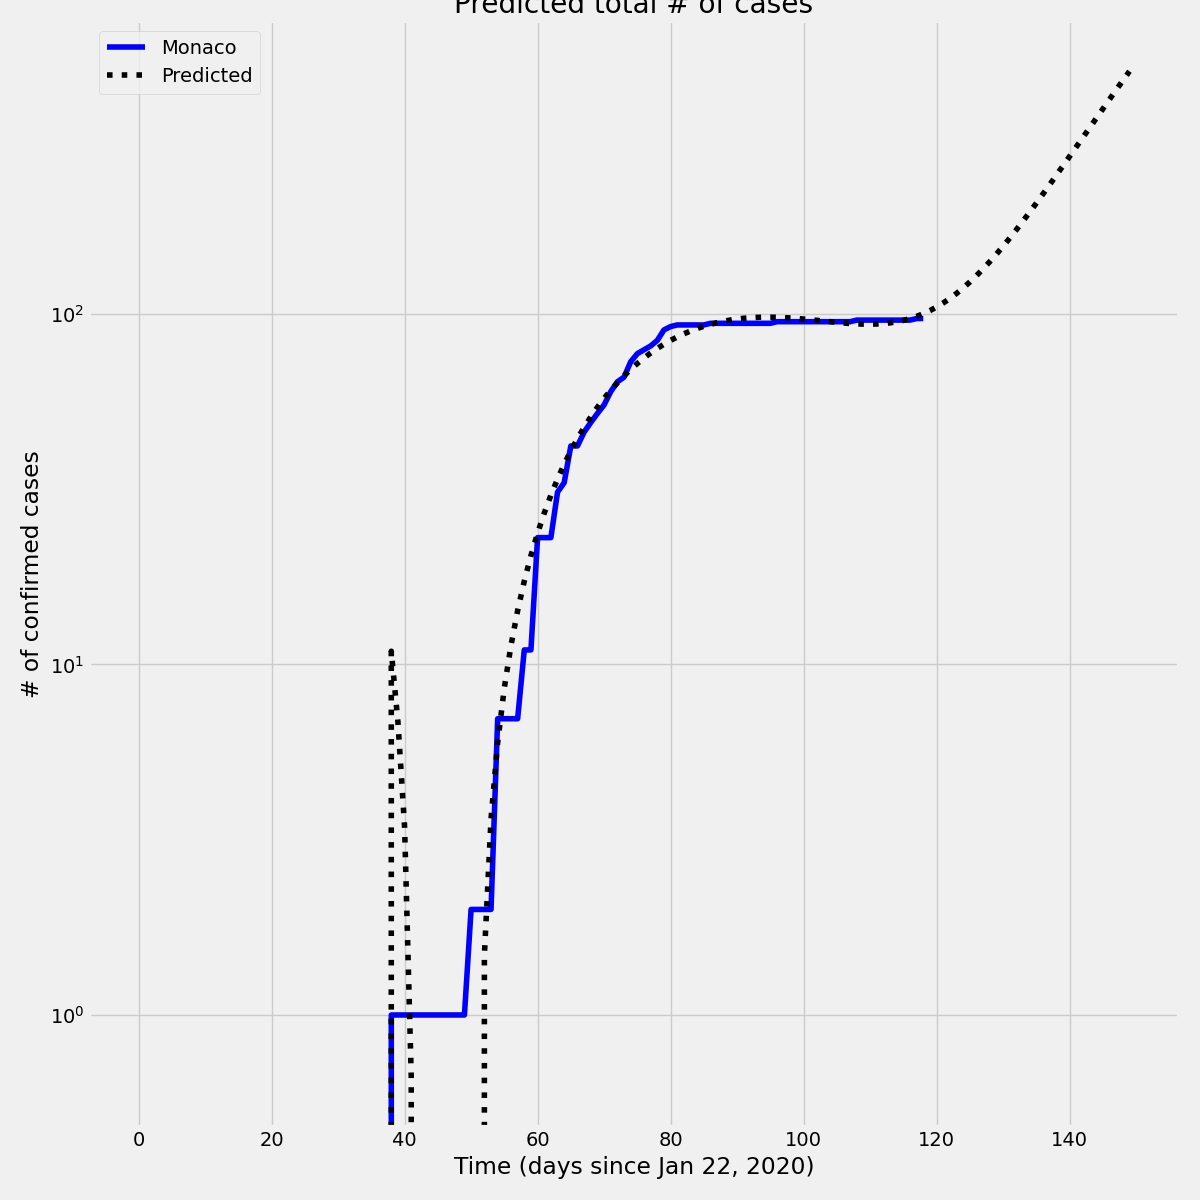 Predicted total # of cases
Monaco
Predicted
# of confirmed cases
10²
10¹
10⁰
0 20 40 60 80 100 120 140
Time (days since Jan 22, 2020)